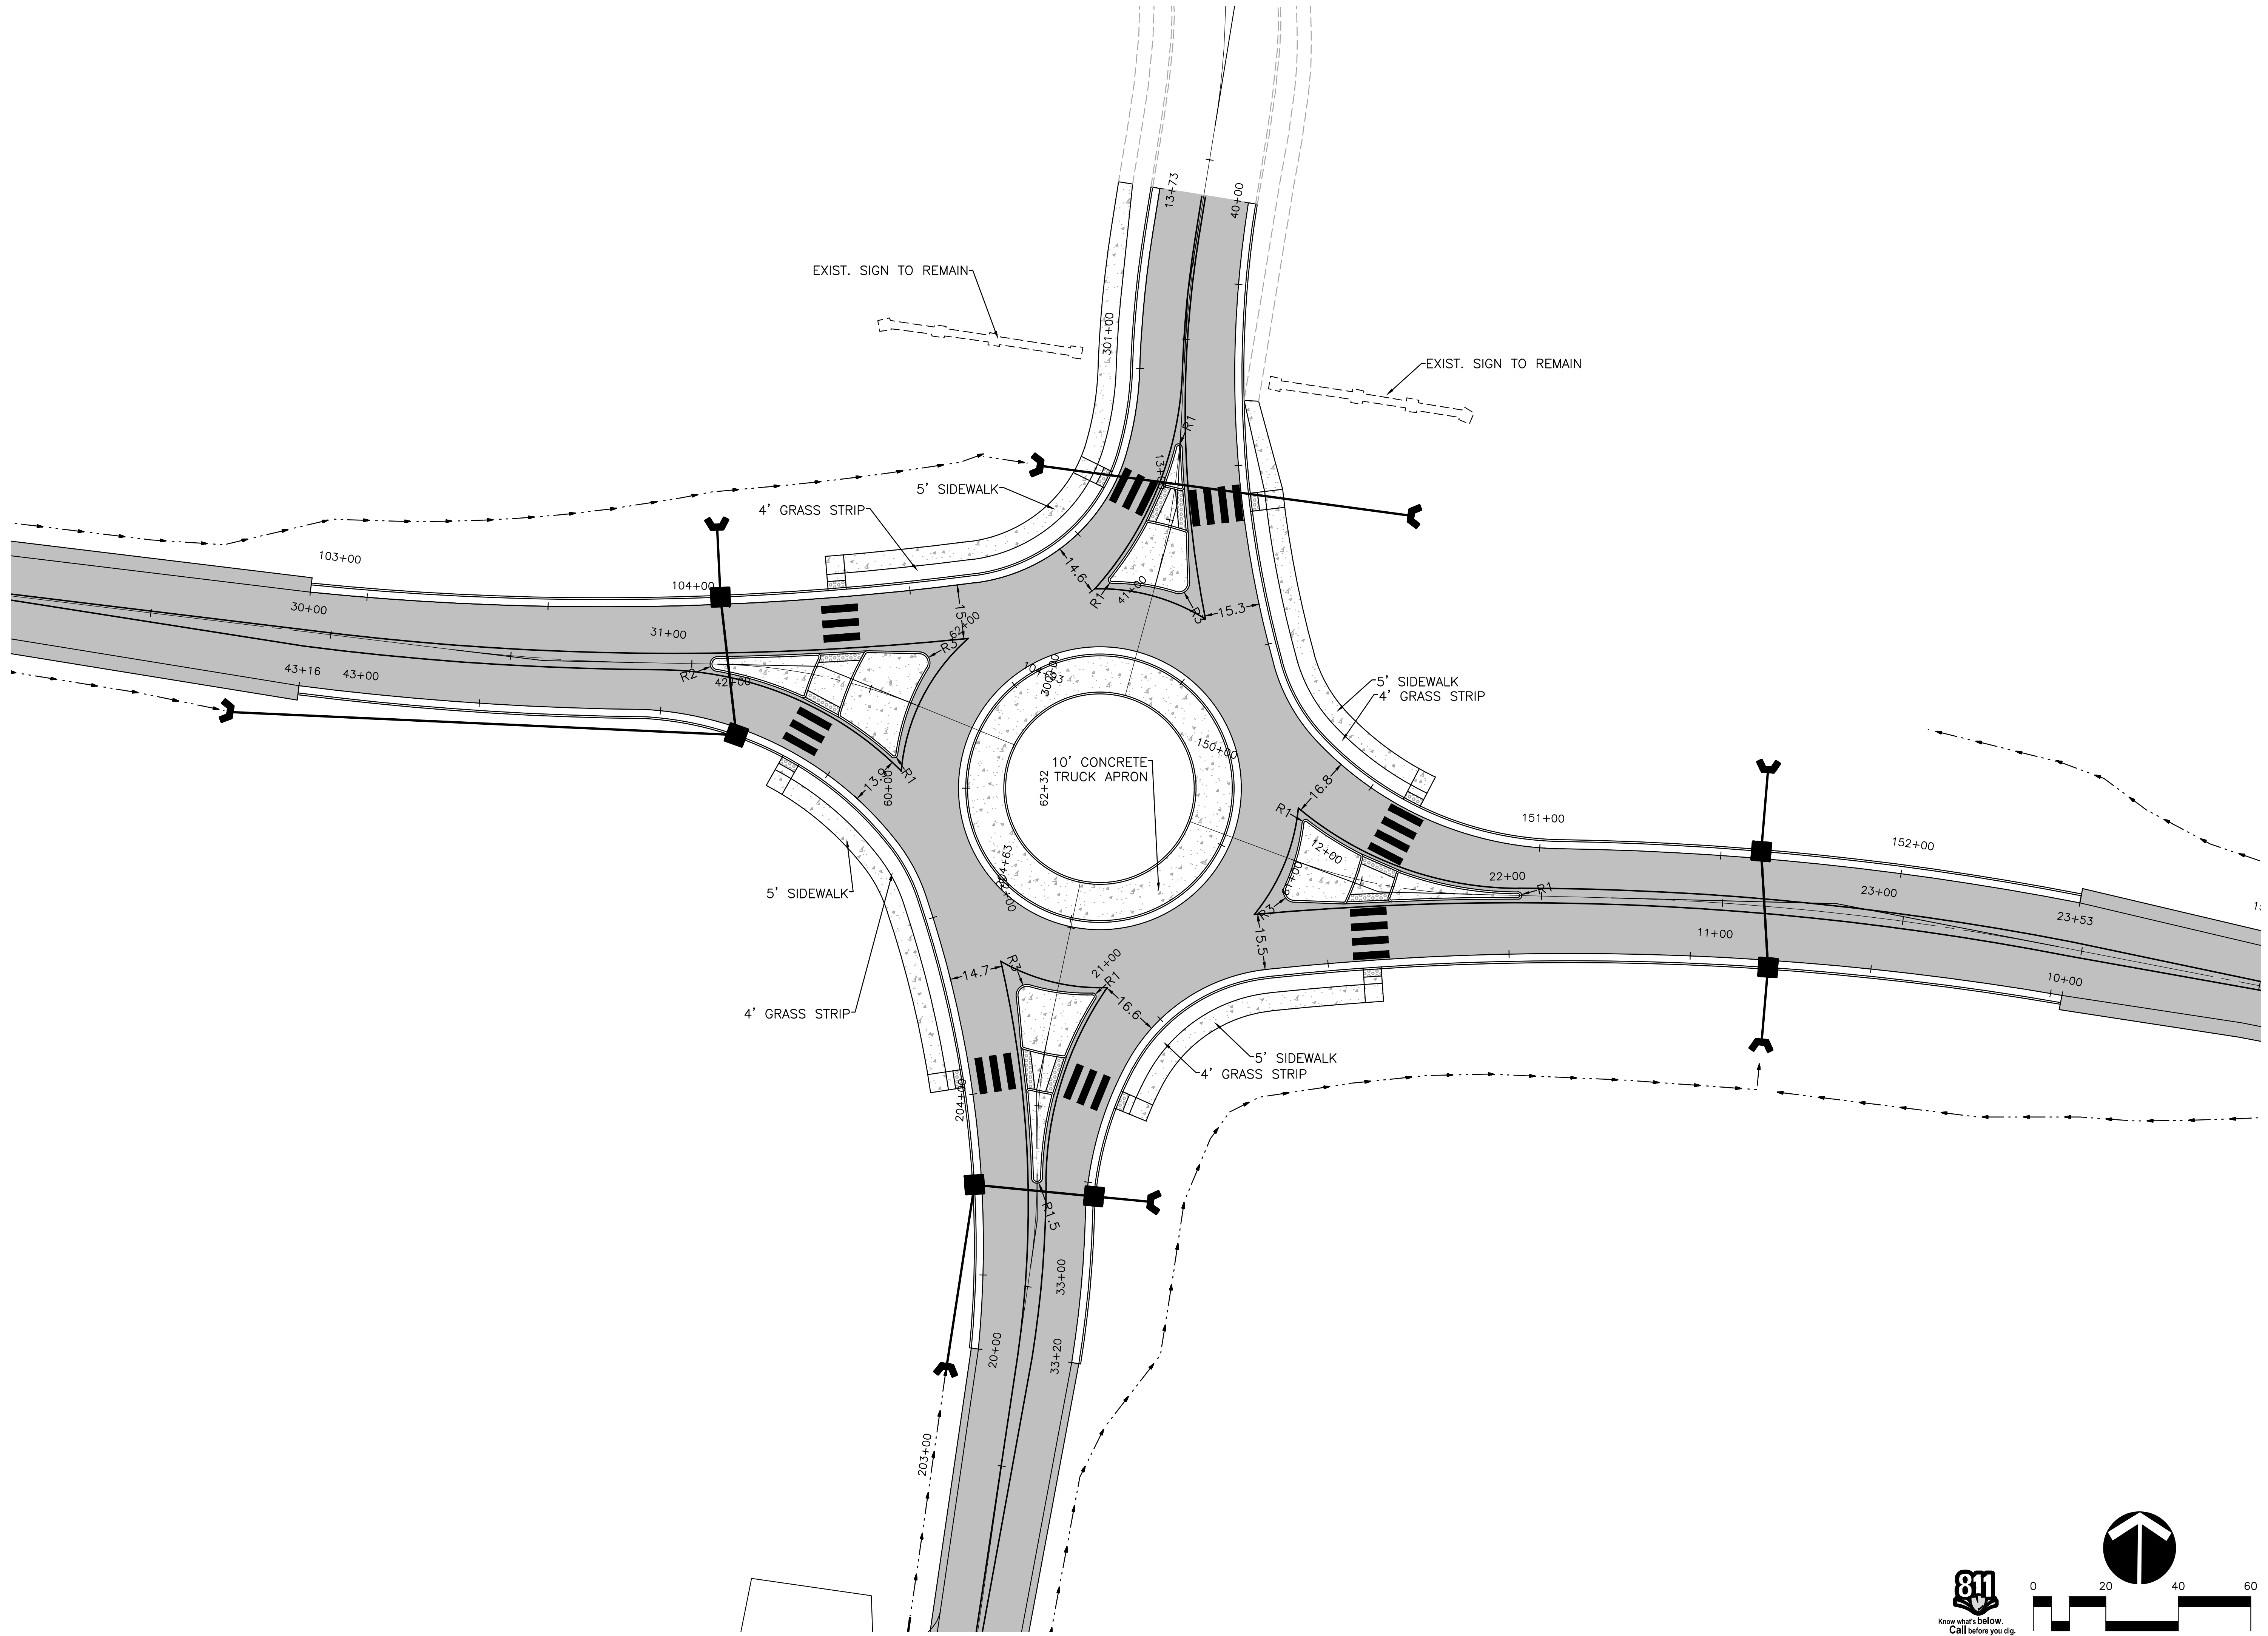 13+73
40+00
EXIST. SIGN TO REMAIN
301+00
EXIST. SIGN TO REMAIN
R1
5' SIDEWALK
4' GRASS STRIP
103+00
104+00
14.6
R1
41+00
R3
15.3
30+00
31+00
62+00
R3
43+16
43+00
R2
42+00
5' SIDEWALK
4' GRASS STRIP
150+00
10' CONCRETE
TRUCK APRON
62+32
13.9
R1
60+00
16.8
R1
12+00
61+00
151+00
152+00
22+00
R1
23+00
23+53
R3
15.5
11+00
10+00
5' SIDEWALK
4' GRASS STRIP
14.7
R3
21+00
R1
16.6
5' SIDEWALK
4' GRASS STRIP
204+00
R1.5
33+00
20+00
33+20
203+00
811
Know what's below.
Call before you dig.
0 20 40 60